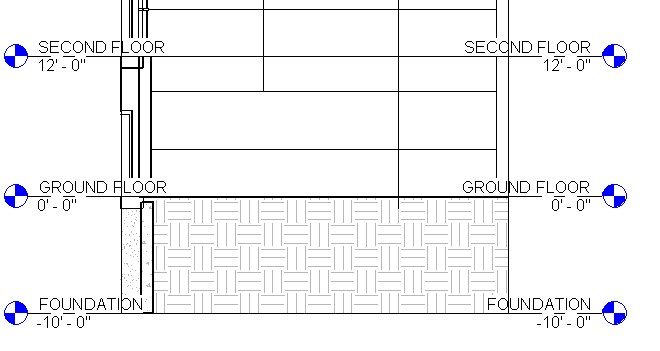 SECOND FLOOR SECOND FLOOR
12' - 0" 12' - 0"
GROUND FLOOR GROUND FLOOR
0' - 0" 0' - 0"
FOUNDATION FOUNDATION
-10' - 0" -10' - 0"